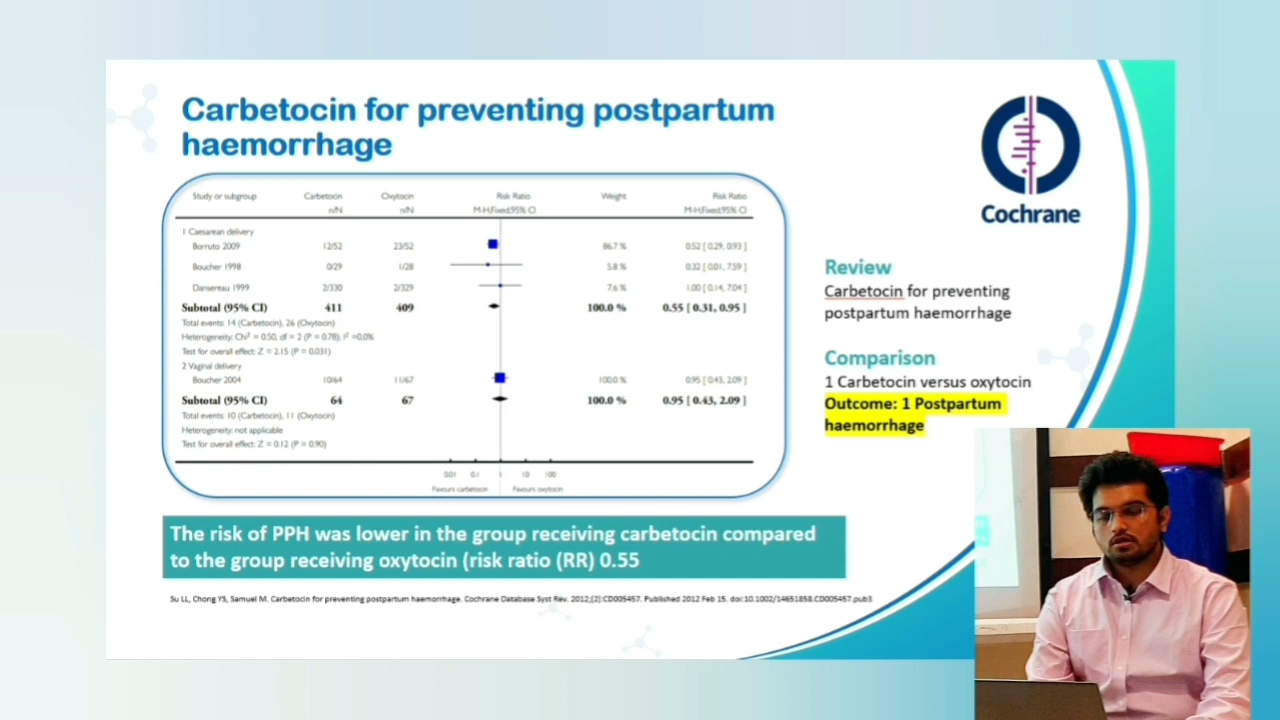 Carbetocin for preventing postpartum
haemorrhage
Study or subgroup Carbetocin Oxytocin Risk Ratio Weight Risk Ratio
n/N n/N M-H,Fixed,95% CI M-H,Fixed,95% CI
1 Caesarean delivery
Borruto 2009 12/52 23/52 86.7 % 0.52 [ 0.29, 0.93 ]
Boucher 1998 0/29 1/28 5.8 % 0.32 [ 0.01, 7.59 ]
Dansereau 1999 2/330 2/329 7.6 % 1.00 [ 0.14, 7.04 ]
Subtotal (95% CI) 411 409 100.0 % 0.55 [ 0.31, 0.95 ]
Total events: 14 (Carbetocin), 26 (Oxytocin)
Heterogeneity: Chi² = 0.50, df = 2 (P = 0.78); I² =0.0%
Test for overall effect: Z = 2.15 (P = 0.031)
2 Vaginal delivery
Boucher 2004 10/64 11/67 100.0 % 0.95 [ 0.43, 2.09 ]
Subtotal (95% CI) 64 67 100.0 % 0.95 [ 0.43, 2.09 ]
Total events: 10 (Carbetocin), 11 (Oxytocin)
Heterogeneity: not applicable
Test for overall effect: Z = 0.12 (P = 0.90)
0.01 0.1 1 10 100
Favours carbetocin Favours oxytocin
The risk of PPH was lower in the group receiving carbetocin compared
to the group receiving oxytocin (risk ratio (RR) 0.55
Su LL, Chong YS, Samuel M. Carbetocin for preventing postpartum haemorrhage. Cochrane Database Syst Rev. 2012;(2):CD005457. Published 2012 Feb 15. doi:10.1002/14651858.CD005457.pub3
Cochrane
Review
Carbetocin for preventing
postpartum haemorrhage
Comparison
1 Carbetocin versus oxytocin
Outcome: 1 Postpartum
haemorrhage